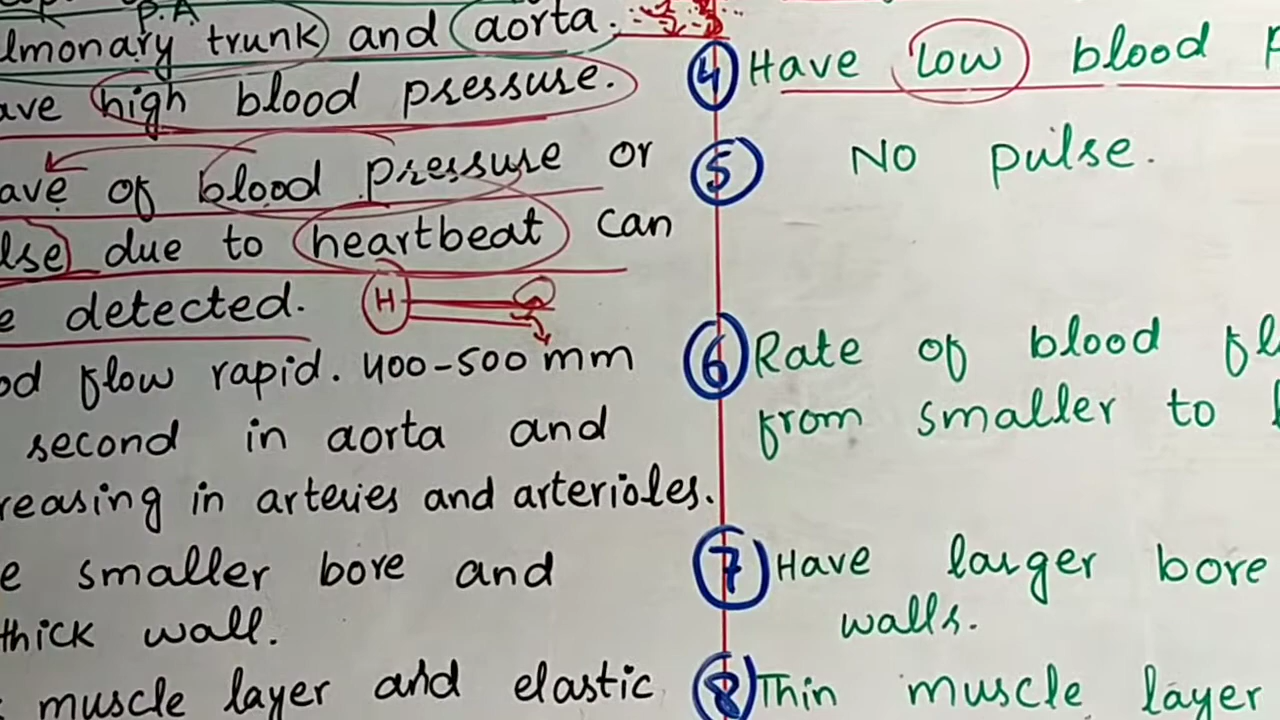 P.A
lmonary trunk and aorta.
ave high blood pressure.
ave of blood pressure or
lse due to heartbeat can
e detected. H
od flow rapid. 400-500 mm
second in aorta and
reasing in arteries and arterioles.
e smaller bore and
thick wall.
muscle layer and elastic
4 Have low blood P
5 No pulse.
6 Rate of blood fl
from smaller to
7 Have larger bore
walls.
8 Thin muscle layer